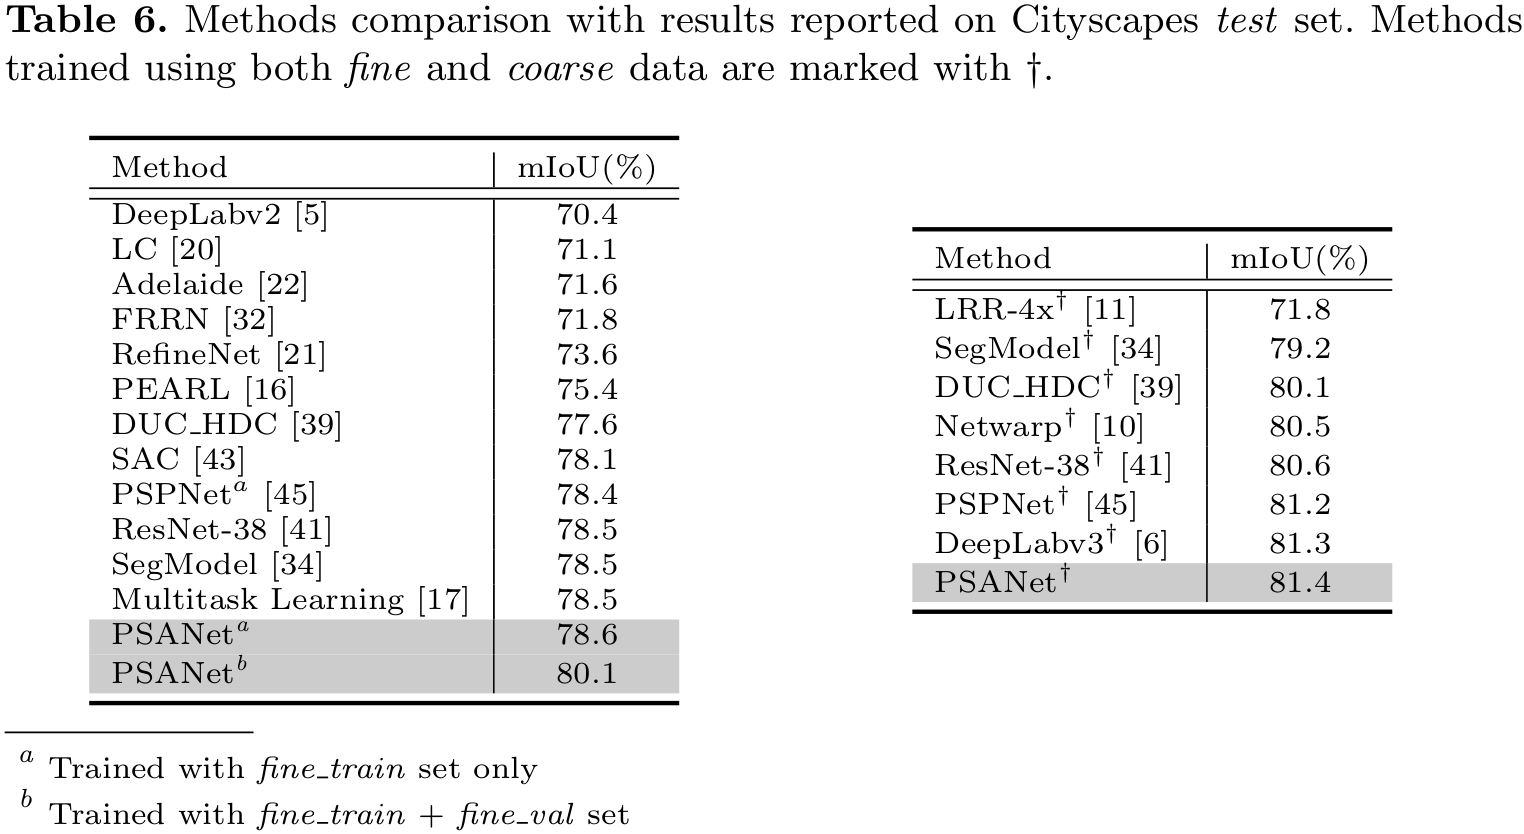 Table 6. Methods comparison with results reported on Cityscapes test set. Methods
trained using both fine and coarse data are marked with †.
Method mIoU(%)
DeepLabv2 [5] 70.4
LC [20] 71.1
Adelaide [22] 71.6
FRRN [32] 71.8
RefineNet [21] 73.6
PEARL [16] 75.4
DUC_HDC [39] 77.6
SAC [43] 78.1
PSPNet^a [45] 78.4
ResNet-38 [41] 78.5
SegModel [34] 78.5
Multitask Learning [17] 78.5
PSANet^a 78.6
PSANet^b 80.1
Method mIoU(%)
LRR-4x† [11] 71.8
SegModel† [34] 79.2
DUC_HDC† [39] 80.1
Netwarp† [10] 80.5
ResNet-38† [41] 80.6
PSPNet† [45] 81.2
DeepLabv3† [6] 81.3
PSANet† 81.4
a Trained with fine_train set only
b Trained with fine_train + fine_val set